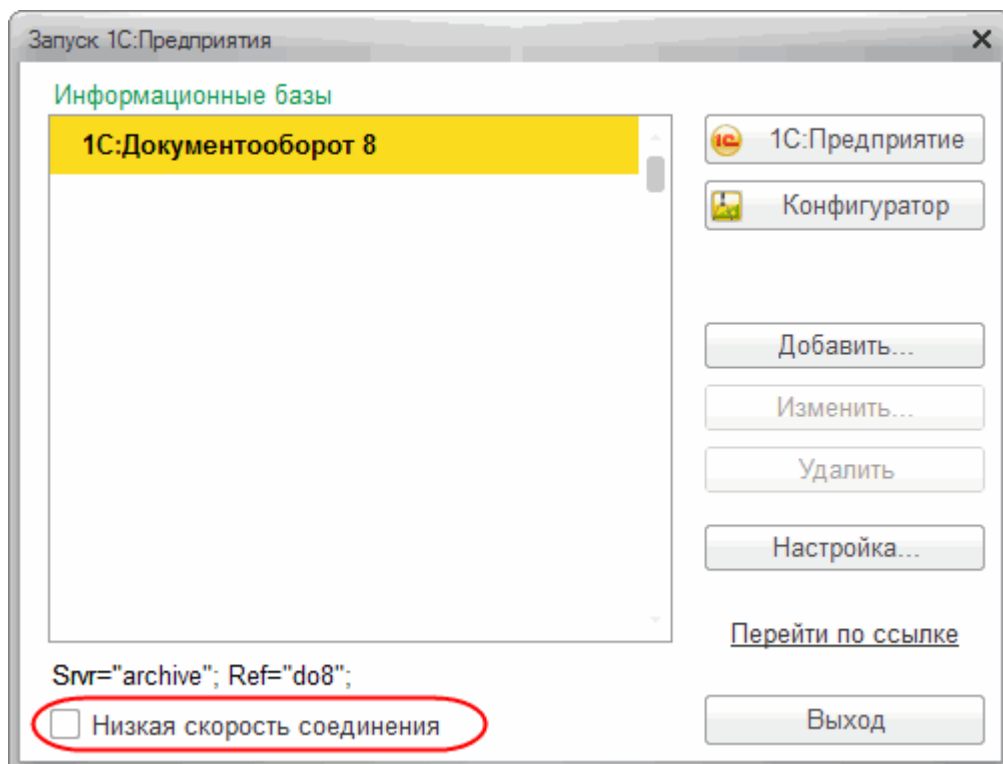 Запуск 1С:Предприятия
Информационные базы
1С:Документооборот 8
1С:Предприятие
Конфигуратор
Добавить...
Изменить...
Удалить
Настройка...
Перейти по ссылке
Srvr="archive"; Ref="do8";
Низкая скорость соединения
Выход